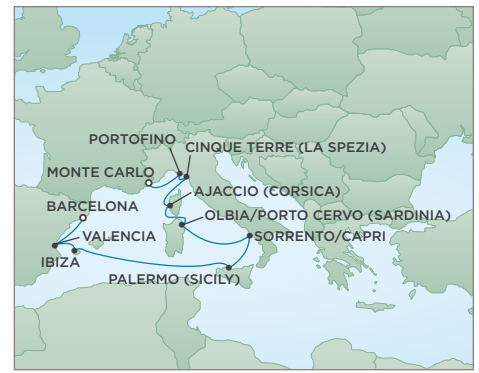 PORTOFINO
CINQUE TERRE (LA SPEZIA)
MONTE CARLO
AJACCIO (CORSICA)
BARCELONA
OLBIA/PORTO CERVO (SARDINIA)
VALENCIA
SORRENTO/CAPRI
IBIZA
PALERMO (SICILY)